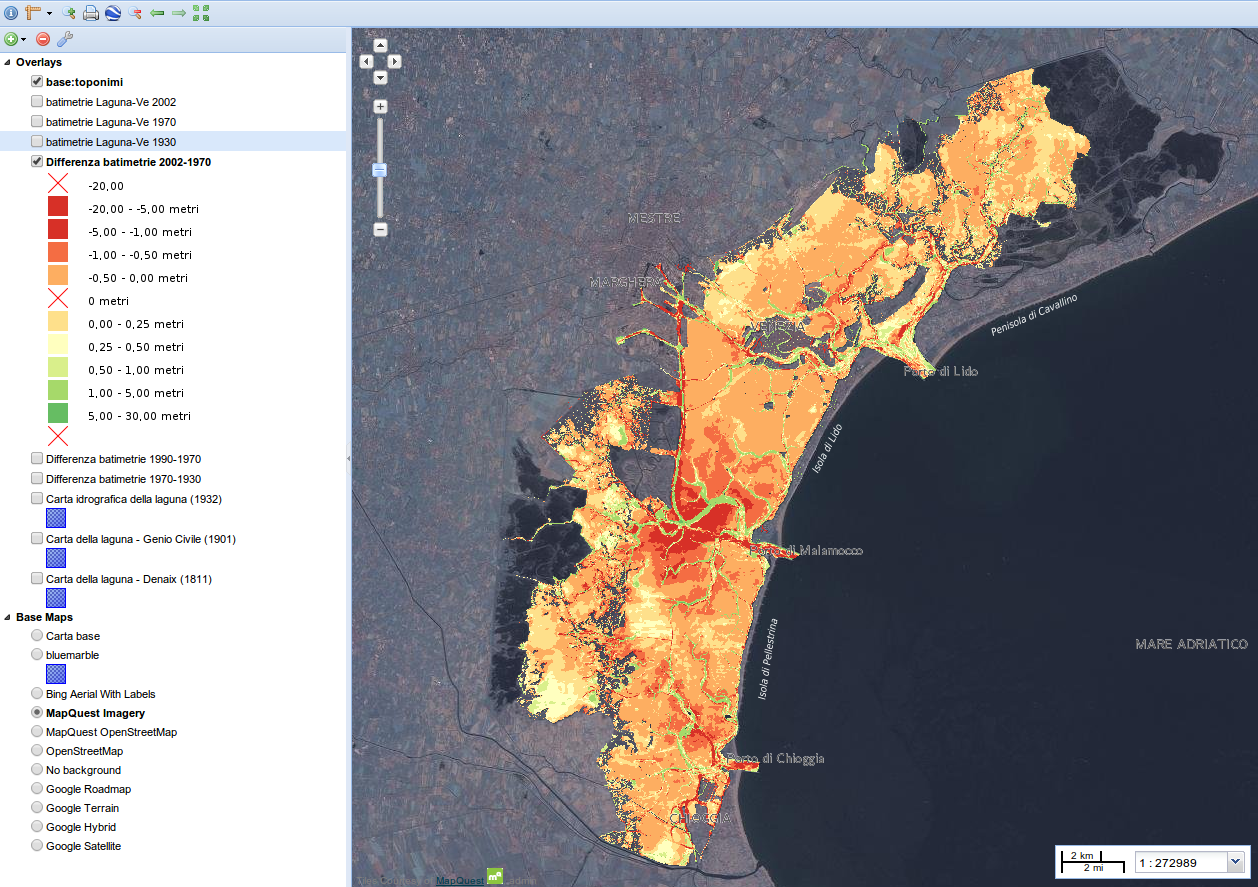 Overlays
base:toponimi
batimetrie Laguna-Ve 2002
batimetrie Laguna-Ve 1970
batimetrie Laguna-Ve 1930
Differenza batimetrie 2002-1970
-20,00
-20,00 - -5,00 metri
-5,00 - -1,00 metri
-1,00 - -0,50 metri
-0,50 - 0,00 metri
0 metri
0,00 - 0,25 metri
0,25 - 0,50 metri
0,50 - 1,00 metri
1,00 - 5,00 metri
5,00 - 30,00 metri
Differenza batimetrie 1990-1970
Differenza batimetrie 1970-1930
Carta idrografica della laguna (1932)
Carta della laguna - Genio Civile (1901)
Carta della laguna - Denaix (1811)
Base Maps
Carta base
bluemarble
Bing Aerial With Labels
MapQuest Imagery
MapQuest OpenStreetMap
OpenStreetMap
No background
Google Roadmap
Google Terrain
Google Hybrid
Google Satellite
MESTRE
MARGHERA
VENEZIA
Penisola di Cavallino
Porto di Lido
Isola di Lido
Porto di Malamocco
Isola di Pellestrina
MARE ADRIATICO
Porto di Chioggia
CHIOGGIA
Tiles Courtesy of MapQuest
admin
2 km
2 mi
1 : 272989